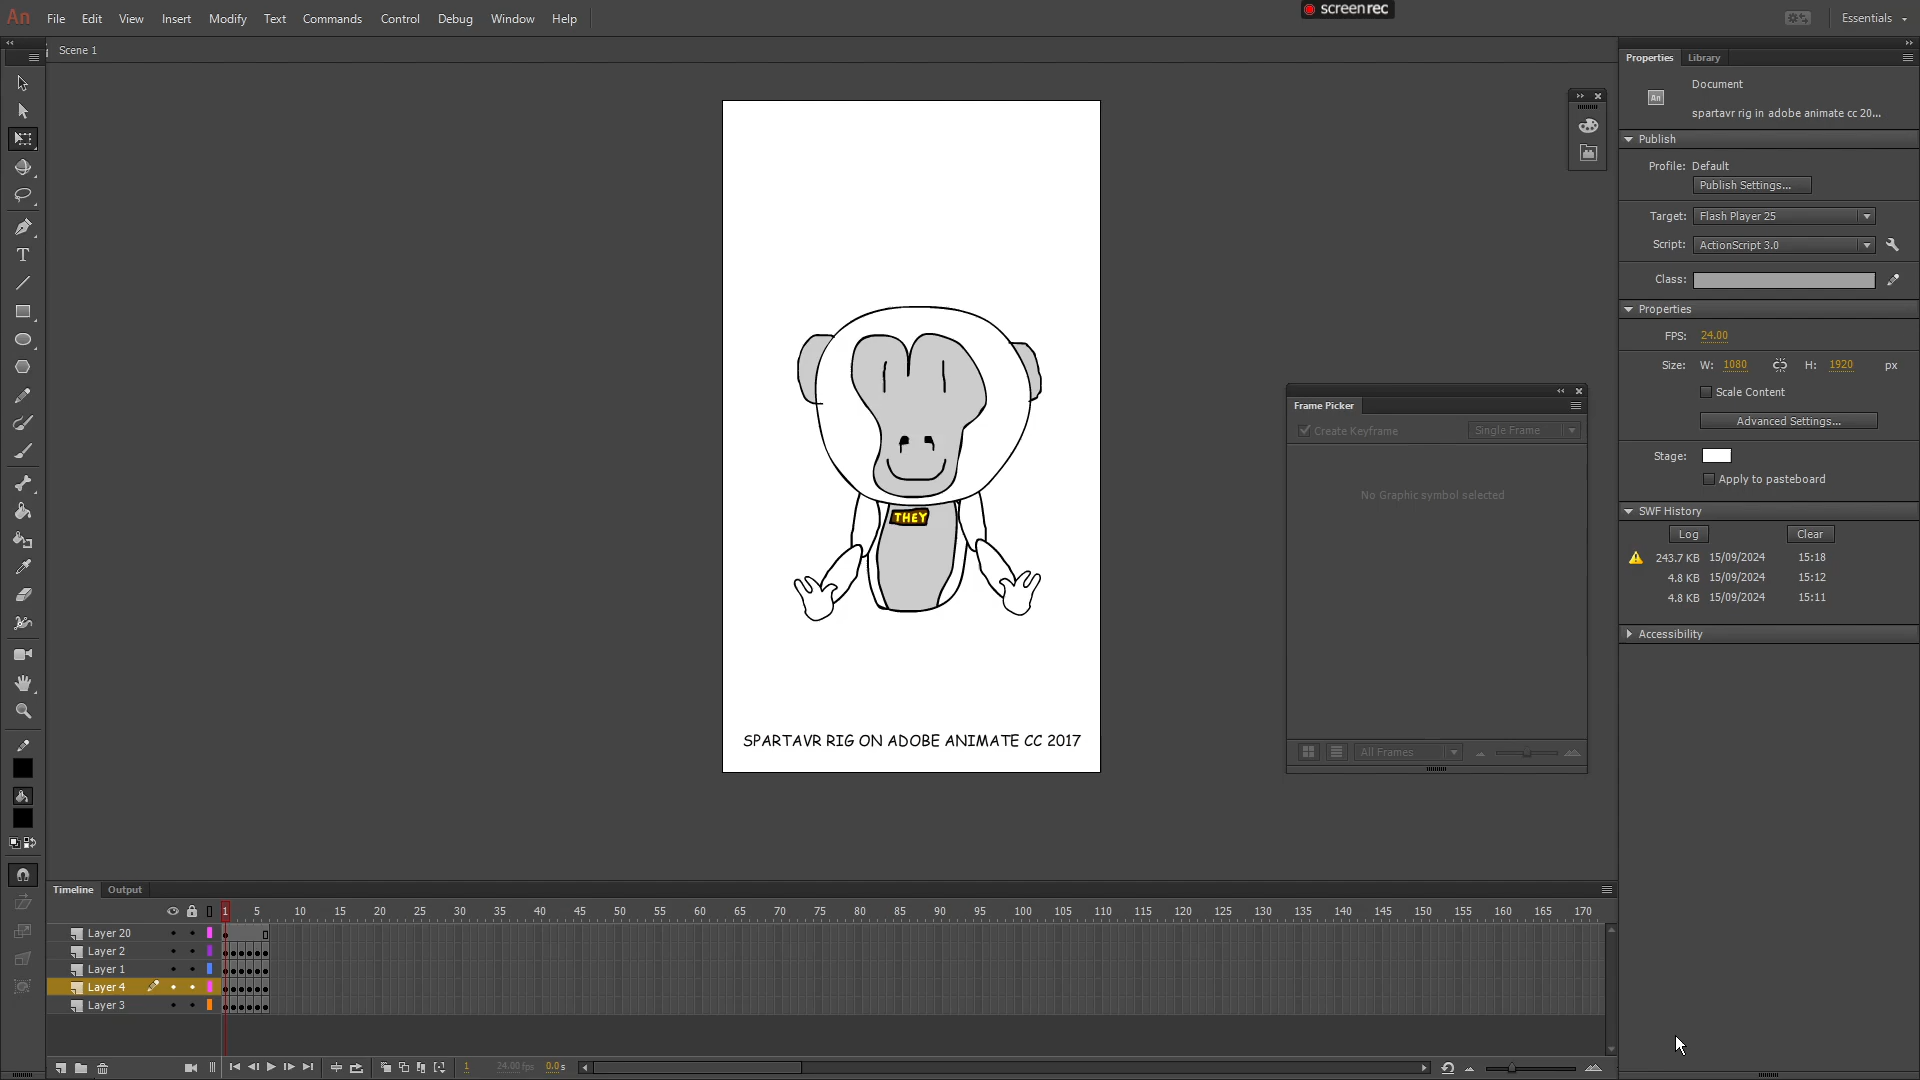 An File Edit View Insert Modify Text Commands Control Debug Window Help screenrec Essentials
Scene 1
Properties Library
Document
An
spartavr rig in adobe animate cc 20...
Publish
Profile: Default
Publish Settings...
Target: Flash Player 25
Script: ActionScript 3.0
Class:
Properties
FPS: 24.00
Size: W: 1080 H: 1920 px
Scale Content
Advanced Settings...
Stage:
Apply to pasteboard
SWF History
Log Clear
243.7 KB 15/09/2024 15:18
4.8 KB 15/09/2024 15:12
4.8 KB 15/09/2024 15:11
Accessibility
Frame Picker
Create Keyframe Single Frame
No Graphic symbol selected
All Frames
THEY
SPARTAVR RIG ON ADOBE ANIMATE CC 2017
Timeline Output
1 5 10 15 20 25 30 35 40 45 50 55 60 65 70 75 80 85 90 95 100 105 110 115 120 125 130 135 140 145 150 155 160 165 170
Layer 20
Layer 2
Layer 1
Layer 4
Layer 3
1 24.00 fps 0.0 s